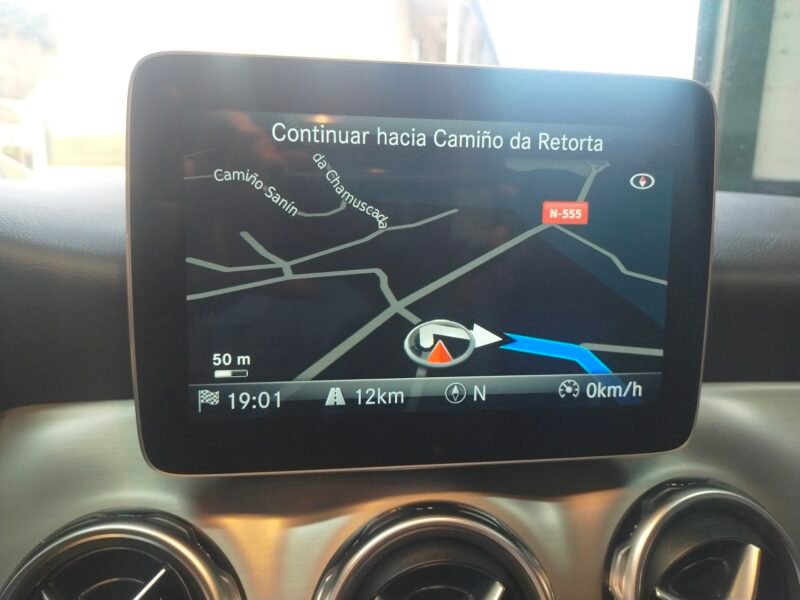 Continuar hacia Camiño da Retorta
Camiño Sanín
da Chamuscada
N-555
50 m
19:01
12km
N
0km/h